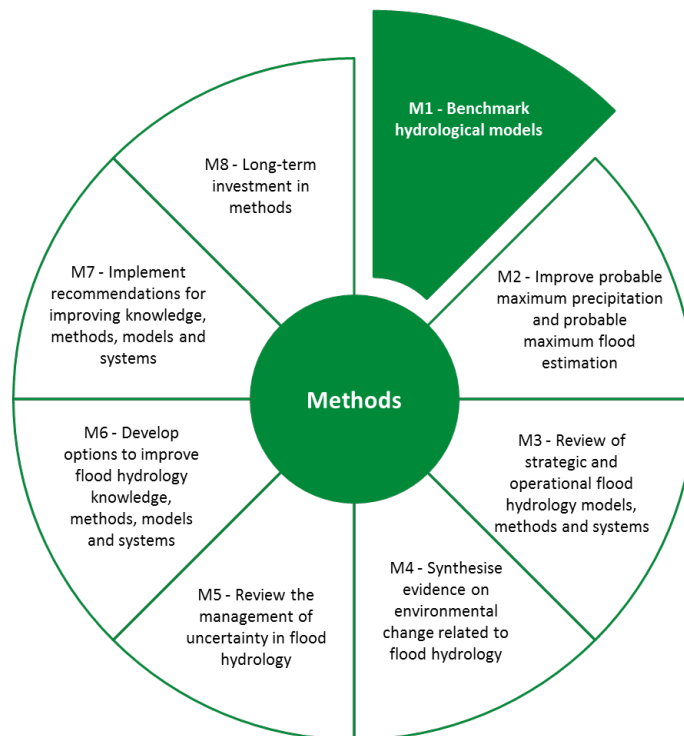 M1 - Benchmark
hydrological models
M2 - Improve probable
maximum precipitation
and probable
maximum flood
estimation
M3 - Review of
strategic and
operational flood
hydrology models,
methods and systems
M4 - Synthesise
evidence on
environmental
change related to
flood hydrology
M5 - Review the
management of
uncertainty in flood
hydrology
M6 - Develop
options to improve
flood hydrology
knowledge,
methods, models
and systems
M7 - Implement
recommendations for
improving knowledge,
methods, models and
systems
M8 - Long-term
investment in
methods
Methods